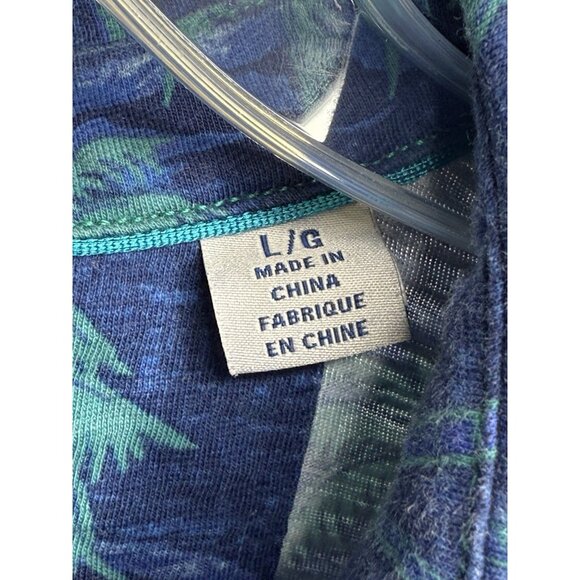 L/G
MADE IN
CHINA
FABRIQUE
EN CHINE